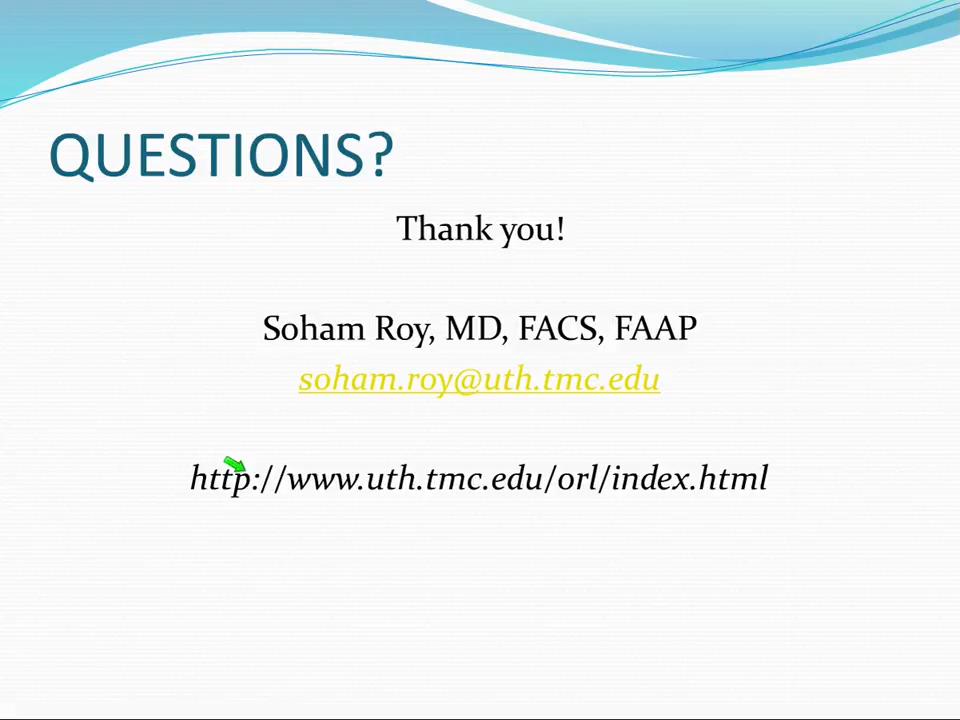 QUESTIONS?
Thank you!
Soham Roy, MD, FACS, FAAP
soham.roy@uth.tmc.edu
http://www.uth.tmc.edu/orl/index.html